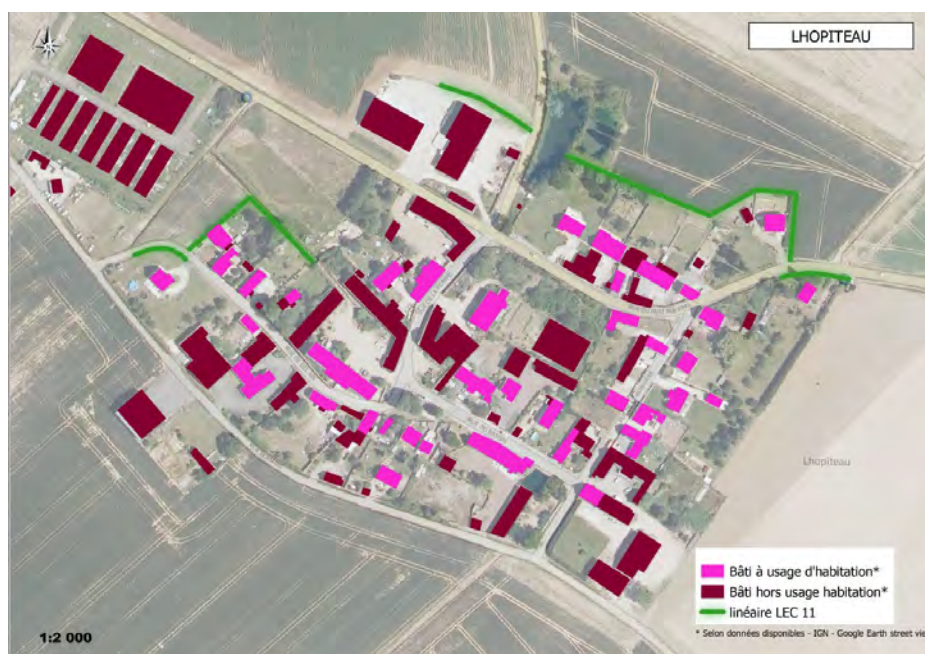 LHOPITEAU
Lhopiteau
Bâti à usage d'habitation*
Bâti hors usage habitation*
linéaire LEC 11
* Selon données disponibles - IGN - Google Earth street vie
1:2 000